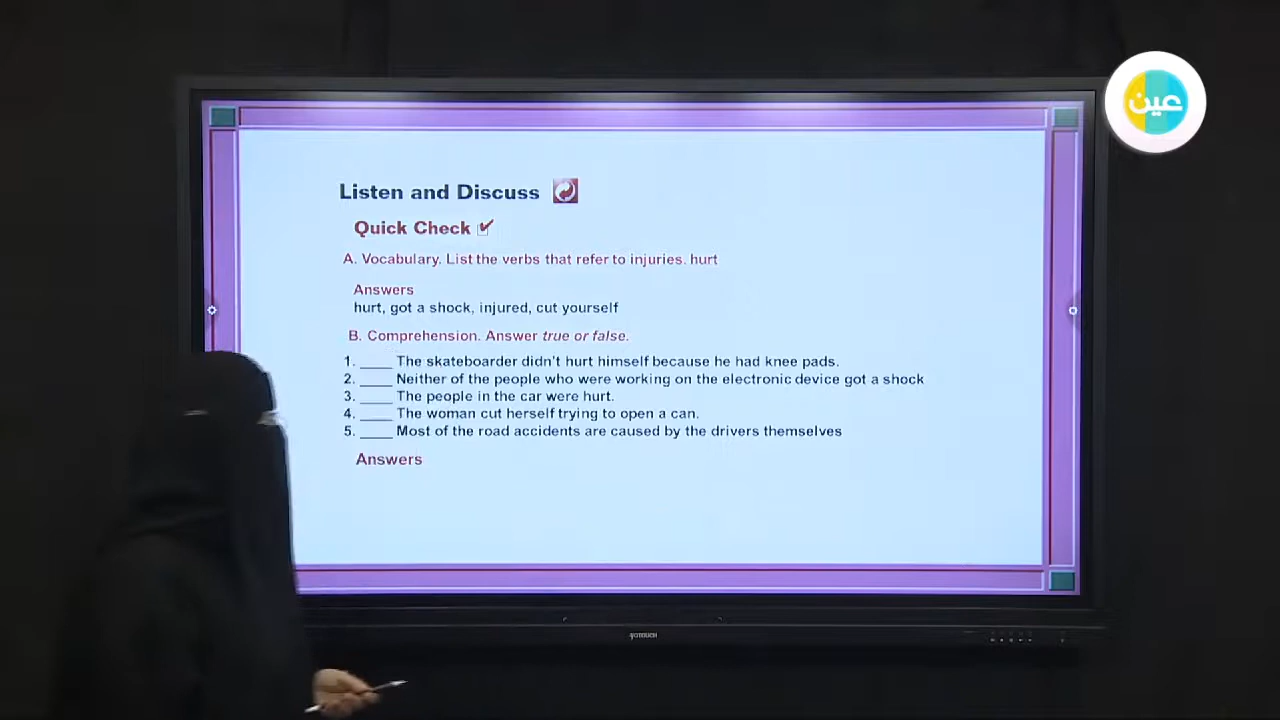 عين
Listen and Discuss
Quick Check
A. Vocabulary. List the verbs that refer to injuries. hurt
Answers
hurt, got a shock, injured, cut yourself
B. Comprehension. Answer true or false.
1. ____ The skateboarder didn't hurt himself because he had knee pads.
2. ____ Neither of the people who were working on the electronic device got a shock
3. ____ The people in the car were hurt.
4. ____ The woman cut herself trying to open a can.
5. ____ Most of the road accidents are caused by the drivers themselves
Answers